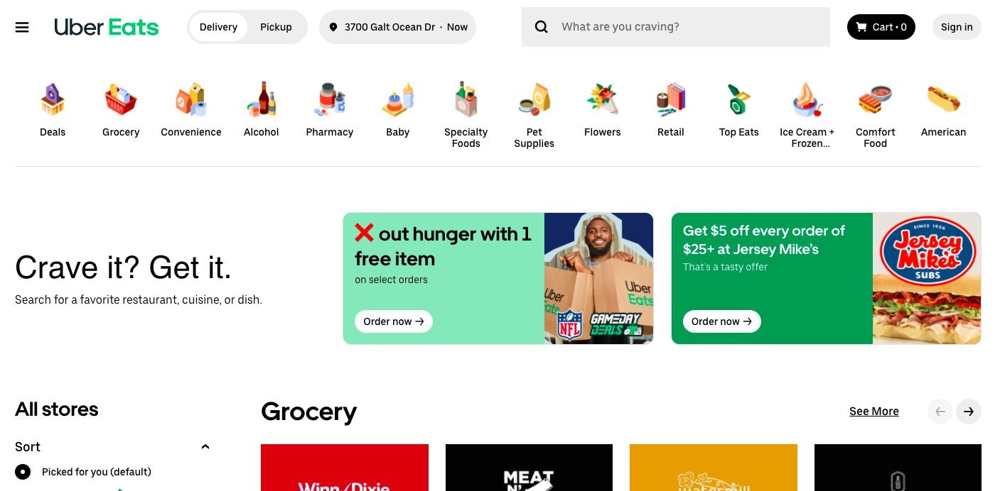 Uber Eats
Delivery
Pickup
3700 Galt Ocean Dr • Now
What are you craving?
Cart • 0
Sign in
Deals
Grocery
Convenience
Alcohol
Pharmacy
Baby
Specialty
Foods
Pet
Supplies
Flowers
Retail
Top Eats
Ice Cream +
Frozen...
Comfort
Food
American
Crave it? Get it.
Search for a favorite restaurant, cuisine, or dish.
❌ out hunger with 1
free item
on select orders
Order now →
Uber
Eats
Uber
Eats
NFL
GAMEDAY
DEALS
Get $5 off every order of
$25+ at Jersey Mike's
That's a tasty offer
Order now →
SINCE 1956
Jersey
Mike's
SUBS
All stores
Sort
Picked for you (default)
Grocery
See More
Winn Dixie
MEAT
N'